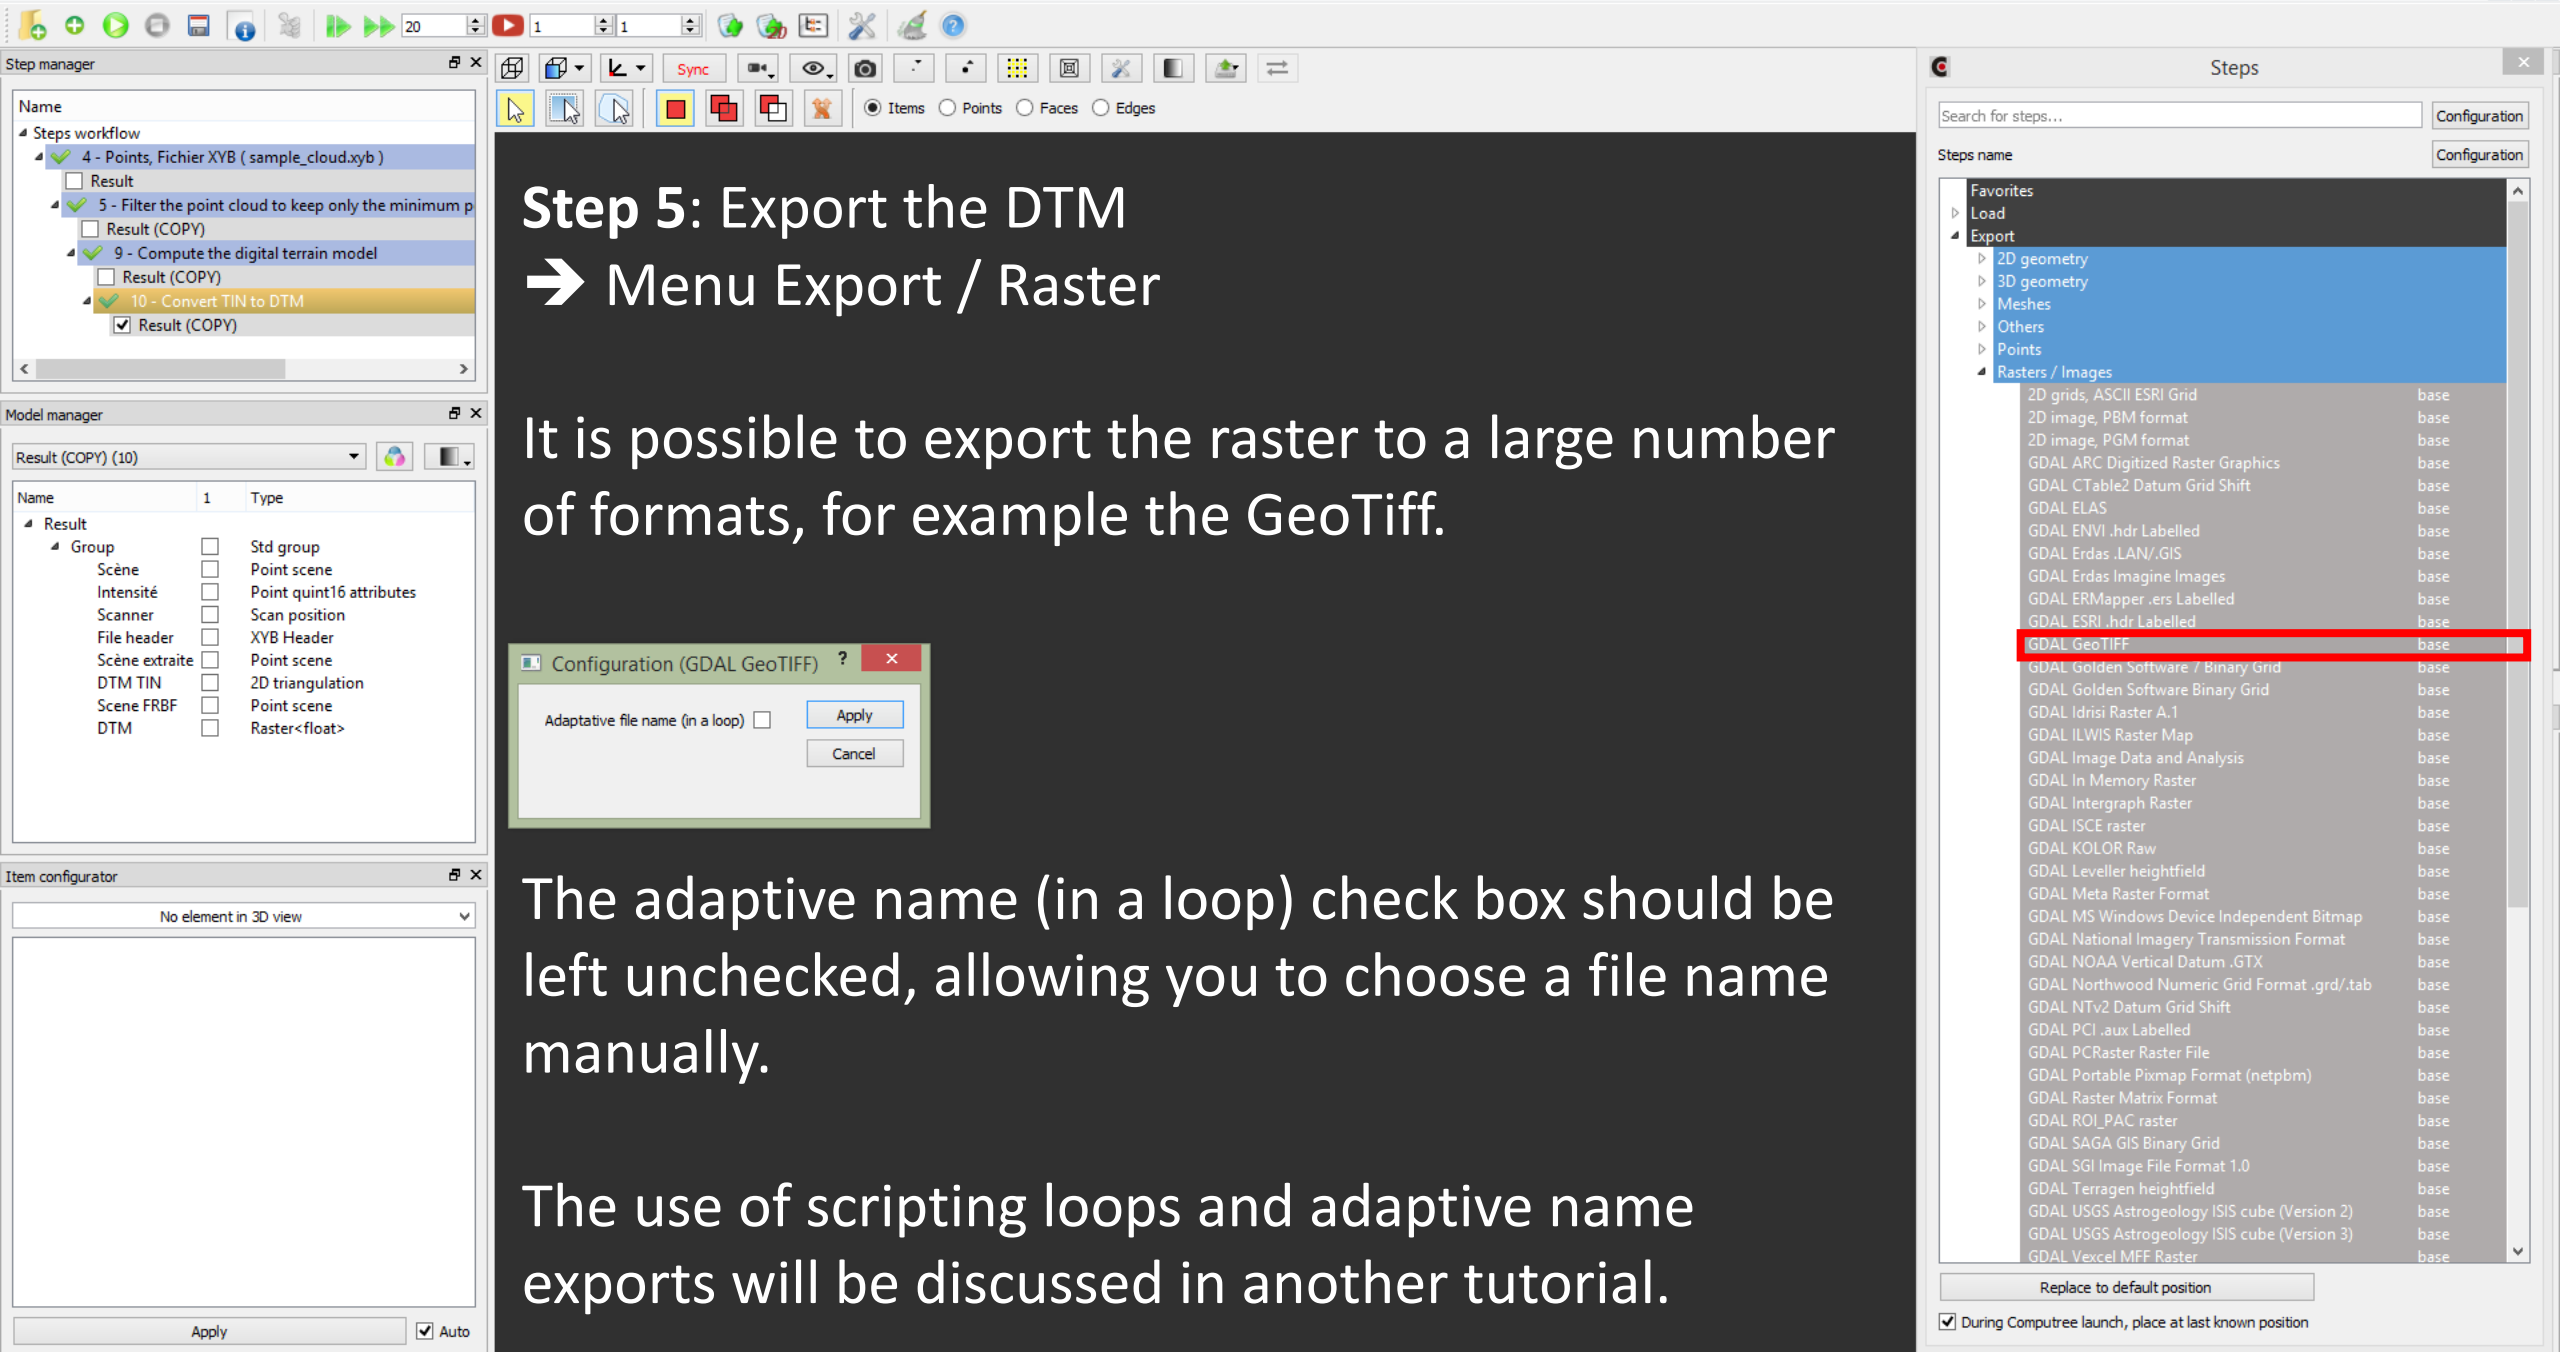 20
1
1
Step manager
Name
Steps workflow
4 - Points, Fichier XYB ( sample_cloud.xyb )
Result
5 - Filter the point cloud to keep only the minimum p
Result (COPY)
9 - Compute the digital terrain model
Result (COPY)
10 - Convert TIN to DTM
Result (COPY)
Model manager
Result (COPY) (10)
Name 1 Type
Result
Group Std group
Scène Point scene
Intensité Point quint16 attributes
Scanner Scan position
File header XYB Header
Scène extraite Point scene
DTM TIN 2D triangulation
Scene FRBF Point scene
DTM Raster<float>
Item configurator
No element in 3D view
Apply Auto
Sync
Items Points Faces Edges
Step 5: Export the DTM
➔ Menu Export / Raster
It is possible to export the raster to a large number
of formats, for example the GeoTiff.
Configuration (GDAL GeoTIFF) ?
Adaptative file name (in a loop) Apply
Cancel
The adaptive name (in a loop) check box should be
left unchecked, allowing you to choose a file name
manually.
The use of scripting loops and adaptive name
exports will be discussed in another tutorial.
Steps
Search for steps... Configuration
Steps name Configuration
Favorites
Load
Export
2D geometry
3D geometry
Meshes
Others
Points
Rasters / Images
2D grids, ASCII ESRI Grid base
2D image, PBM format base
2D image, PGM format base
GDAL ARC Digitized Raster Graphics base
GDAL CTable2 Datum Grid Shift base
GDAL ELAS base
GDAL ENVI .hdr Labelled base
GDAL Erdas .LAN/.GIS base
GDAL Erdas Imagine Images base
GDAL ERMapper .ers Labelled base
GDAL ESRI .hdr Labelled base
GDAL GeoTIFF base
GDAL Golden Software 7 Binary Grid base
GDAL Golden Software Binary Grid base
GDAL Idrisi Raster A.1 base
GDAL ILWIS Raster Map base
GDAL Image Data and Analysis base
GDAL In Memory Raster base
GDAL Intergraph Raster base
GDAL ISCE raster base
GDAL KOLOR Raw base
GDAL Leveller heightfield base
GDAL Meta Raster Format base
GDAL MS Windows Device Independent Bitmap base
GDAL National Imagery Transmission Format base
GDAL NOAA Vertical Datum .GTX base
GDAL Northwood Numeric Grid Format .grd/.tab base
GDAL NTv2 Datum Grid Shift base
GDAL PCI .aux Labelled base
GDAL PCRaster Raster File base
GDAL Portable Pixmap Format (netpbm) base
GDAL Raster Matrix Format base
GDAL ROI_PAC raster base
GDAL SAGA GIS Binary Grid base
GDAL SGI Image File Format 1.0 base
GDAL Terragen heightfield base
GDAL USGS Astrogeology ISIS cube (Version 2) base
GDAL USGS Astrogeology ISIS cube (Version 3) base
GDAL Vexcel MFF Raster base
Replace to default position
During Computree launch, place at last known position